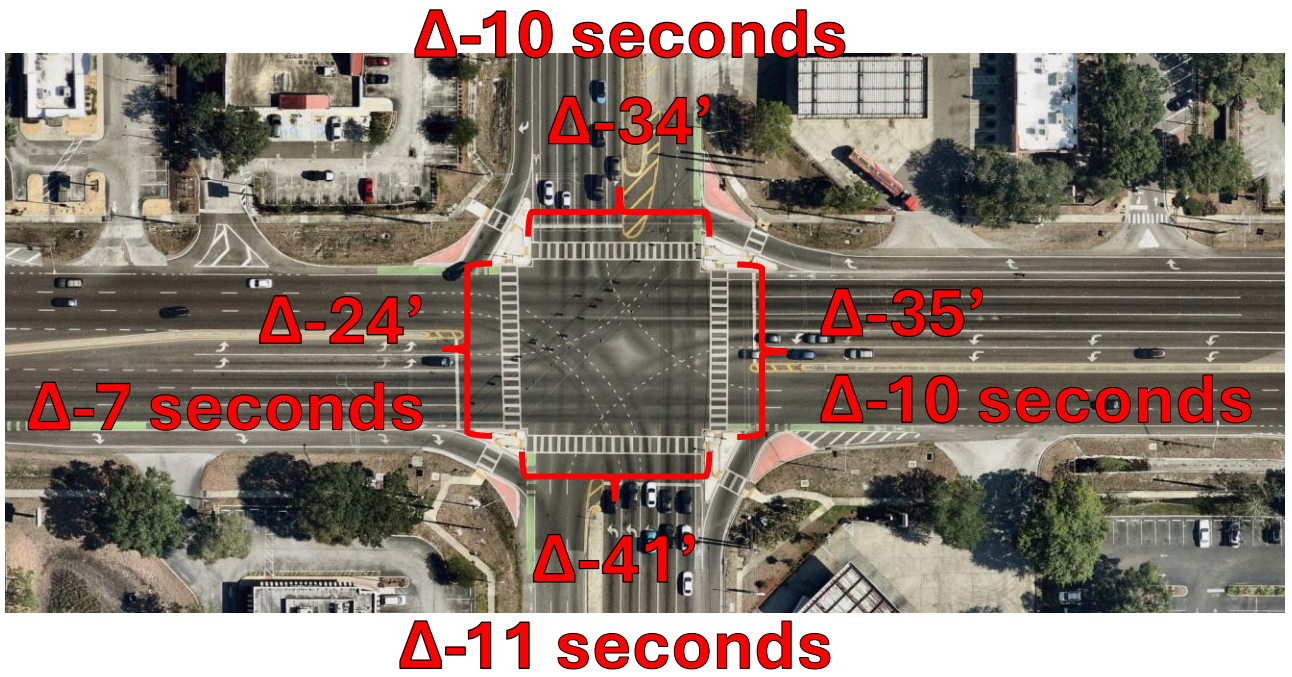 Δ-10 seconds
Δ-34’
Δ-24’
Δ-35’
Δ-7 seconds
Δ-10 seconds
Δ-41’
Δ-11 seconds